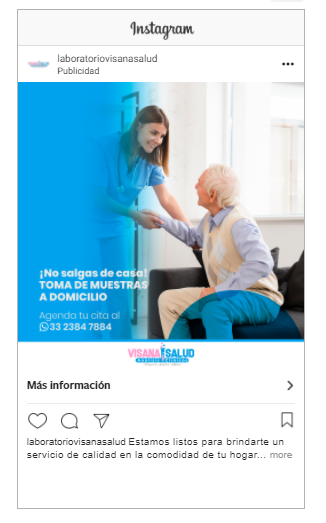 Instagram
laboratoriovisanasalud
Publicidad
¡No salgas de casa!
TOMA DE MUESTRAS
A DOMICILIO
Agenda tu cita al
33 2384 7884
VISANA SALUD
Más información
laboratoriovisanasalud Estamos listos para brindarte un
servicio de calidad en la comodidad de tu hogar... more